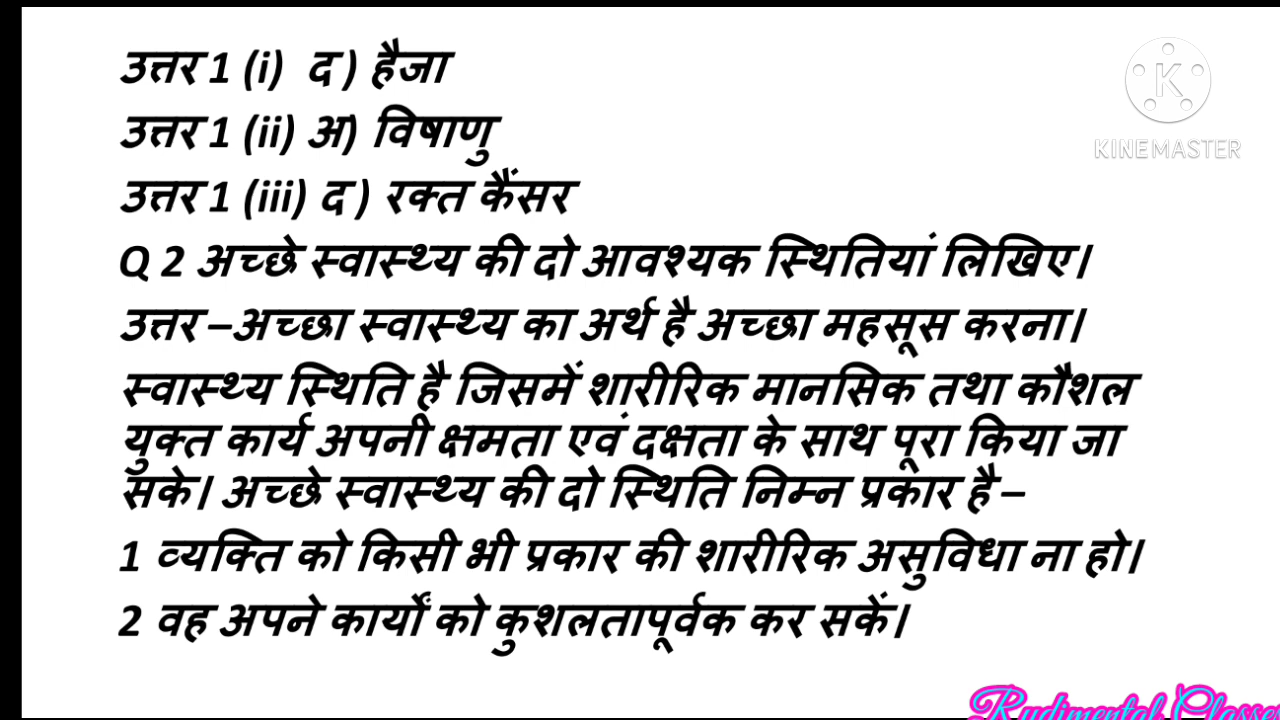 उत्तर 1 (i) द ) हैजा
K
KINEMASTER
उत्तर 1 (ii) अ) विषाणु
उत्तर 1 (iii) द ) रक्त कैंसर
Q 2 अच्छे स्वास्थ्य की दो आवश्यक स्थितियां लिखिए।
उत्तर –अच्छा स्वास्थ्य का अर्थ है अच्छा महसूस करना।
स्वास्थ्य स्थिति है जिसमें शारीरिक मानसिक तथा कौशल
युक्त कार्य अपनी क्षमता एवं दक्षता के साथ पूरा किया जा
सके। अच्छे स्वास्थ्य की दो स्थिति निम्न प्रकार है –
1 व्यक्ति को किसी भी प्रकार की शारीरिक असुविधा ना हो।
2 वह अपने कार्यों को कुशलतापूर्वक कर सकें।
Rudimental Classes